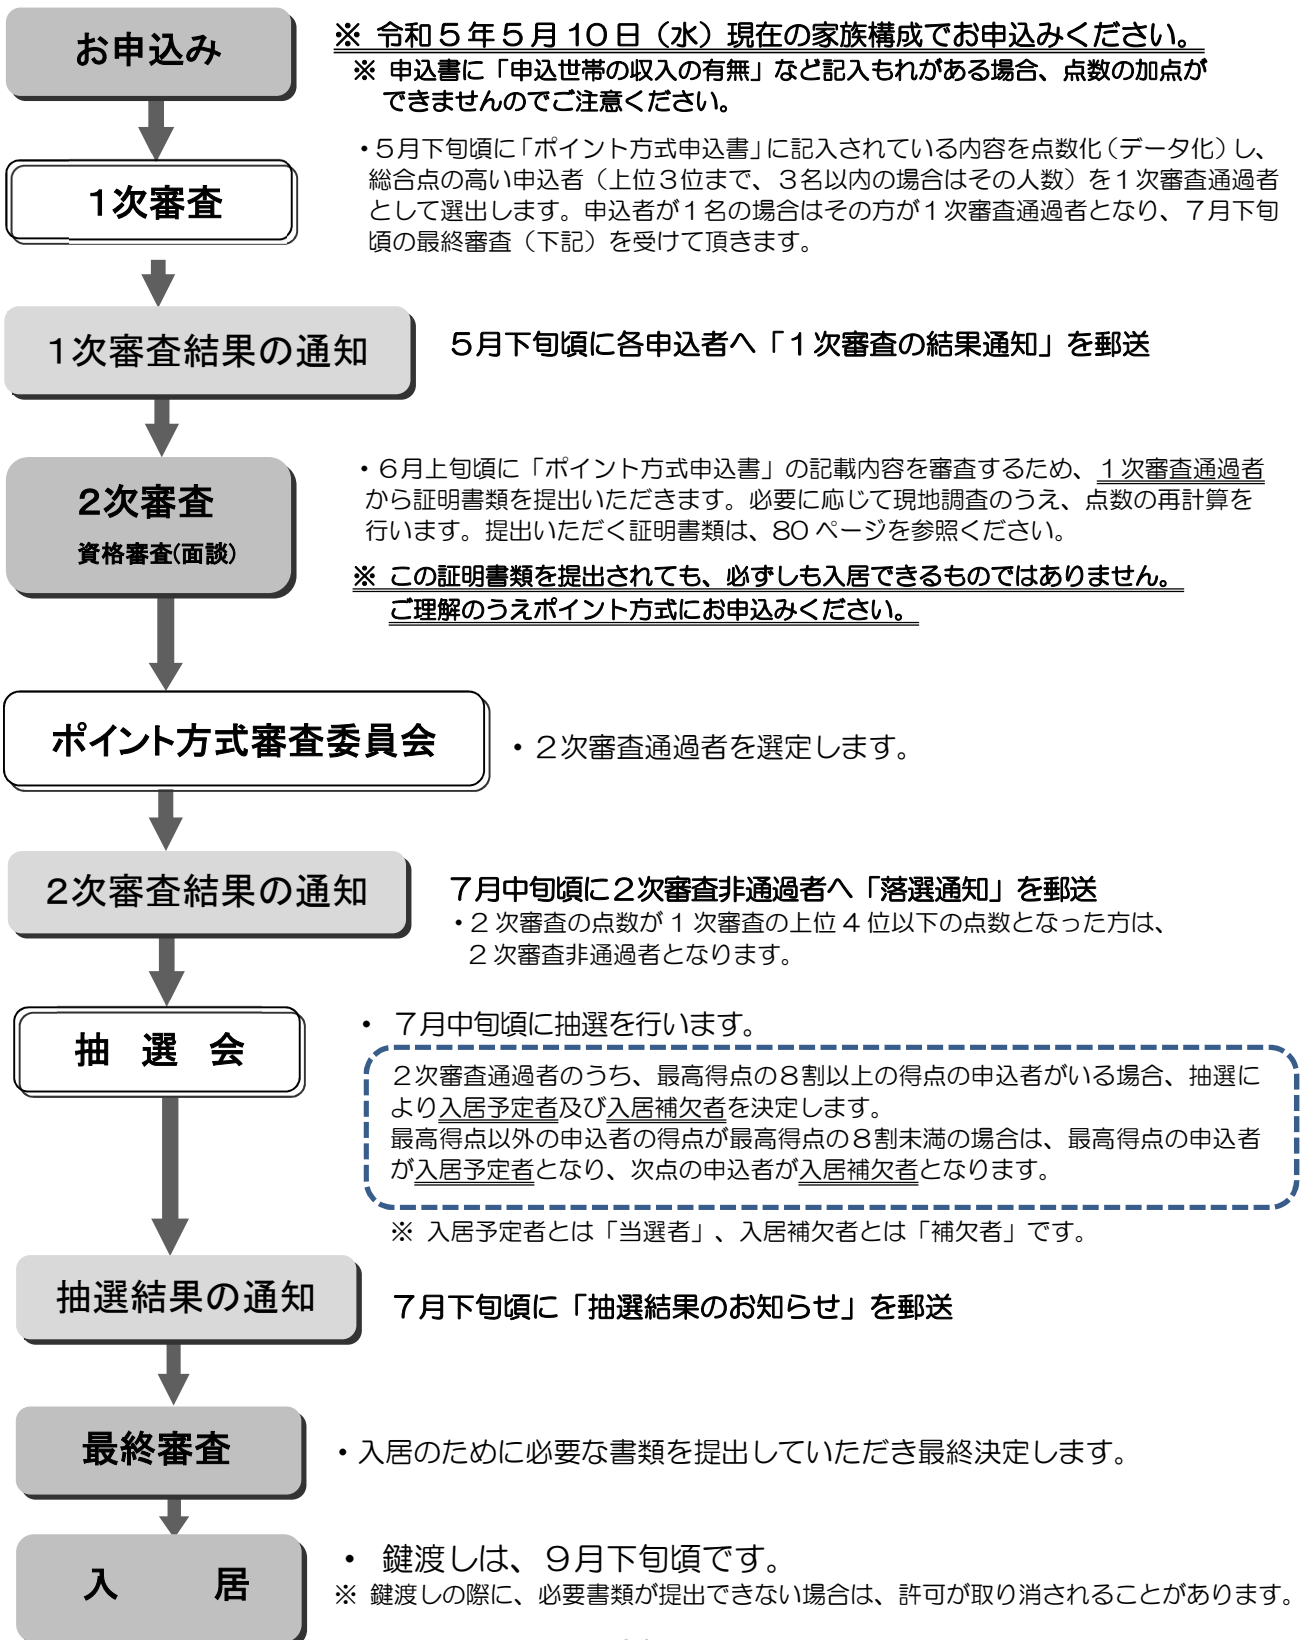 お申込み
※ 令和５年５月10日（水）現在の家族構成でお申込みください。
※ 申込書に「申込世帯の収入の有無」など記入もれがある場合、点数の加点が
できませんのでご注意ください。
１次審査
・５月下旬頃に「ポイント方式申込書」に記入されている内容を点数化（データ化）し、
総合点の高い申込者（上位３位まで、３名以内の場合はその人数）を１次審査通過者
として選出します。申込者が１名の場合はその方が１次審査通過者となり、７月下旬
頃の最終審査（下記）を受けて頂きます。
１次審査結果の通知
５月下旬頃に各申込者へ「１次審査の結果通知」を郵送
２次審査
資格審査(面談)
・６月上旬頃に「ポイント方式申込書」の記載内容を審査するため、１次審査通過者
から証明書類を提出いただきます。必要に応じて現地調査のうえ、点数の再計算を
行います。提出いただく証明書類は、80 ページを参照ください。
※ この証明書類を提出されても、必ずしも入居できるものではありません。
ご理解のうえポイント方式にお申込みください。
ポイント方式審査委員会
・２次審査通過者を選定します。
２次審査結果の通知
７月中旬頃に２次審査非通過者へ「落選通知」を郵送
・２次審査の点数が１次審査の上位４位以下の点数となった方は、
２次審査非通過者となります。
抽 選 会
・ ７月中旬頃に抽選を行います。
２次審査通過者のうち、最高得点の８割以上の得点の申込者がいる場合、抽選に
より入居予定者及び入居補欠者を決定します。
最高得点以外の申込者の得点が最高得点の８割未満の場合は、最高得点の申込者
が入居予定者となり、次点の申込者が入居補欠者となります。
※ 入居予定者とは「当選者」、入居補欠者とは「補欠者」です。
抽選結果の通知
７月下旬頃に「抽選結果のお知らせ」を郵送
最終審査
・入居のために必要な書類を提出していただき最終決定します。
入 居
・ 鍵渡しは、９月下旬頃です。
※ 鍵渡しの際に、必要書類が提出できない場合は、許可が取り消されることがあります。